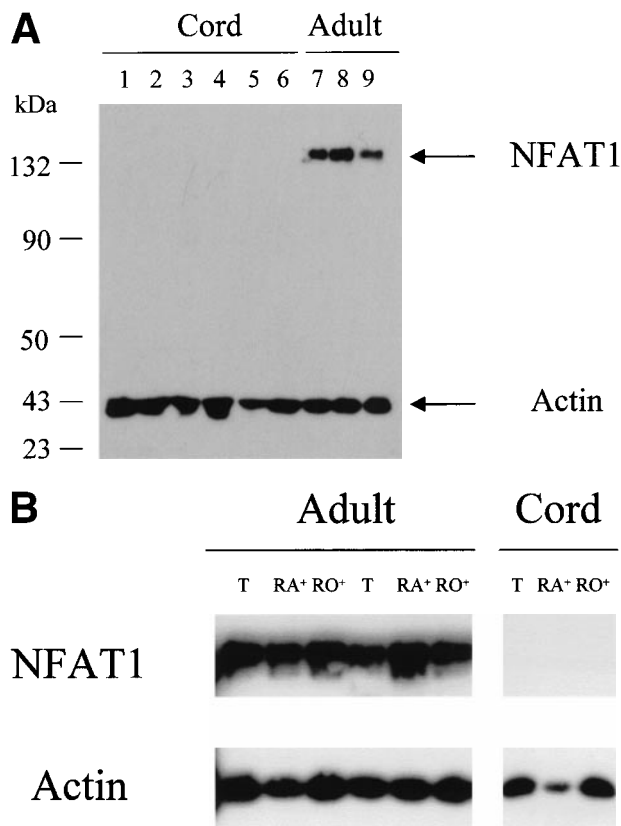 A
Cord Adult
1 2 3 4 5 6 7 8 9
kDa
132
NFAT1
90
50
43
Actin
23
B
Adult Cord
T RA⁺ RO⁺ T RA⁺ RO⁺ T RA⁺ RO⁺
NFAT1
Actin